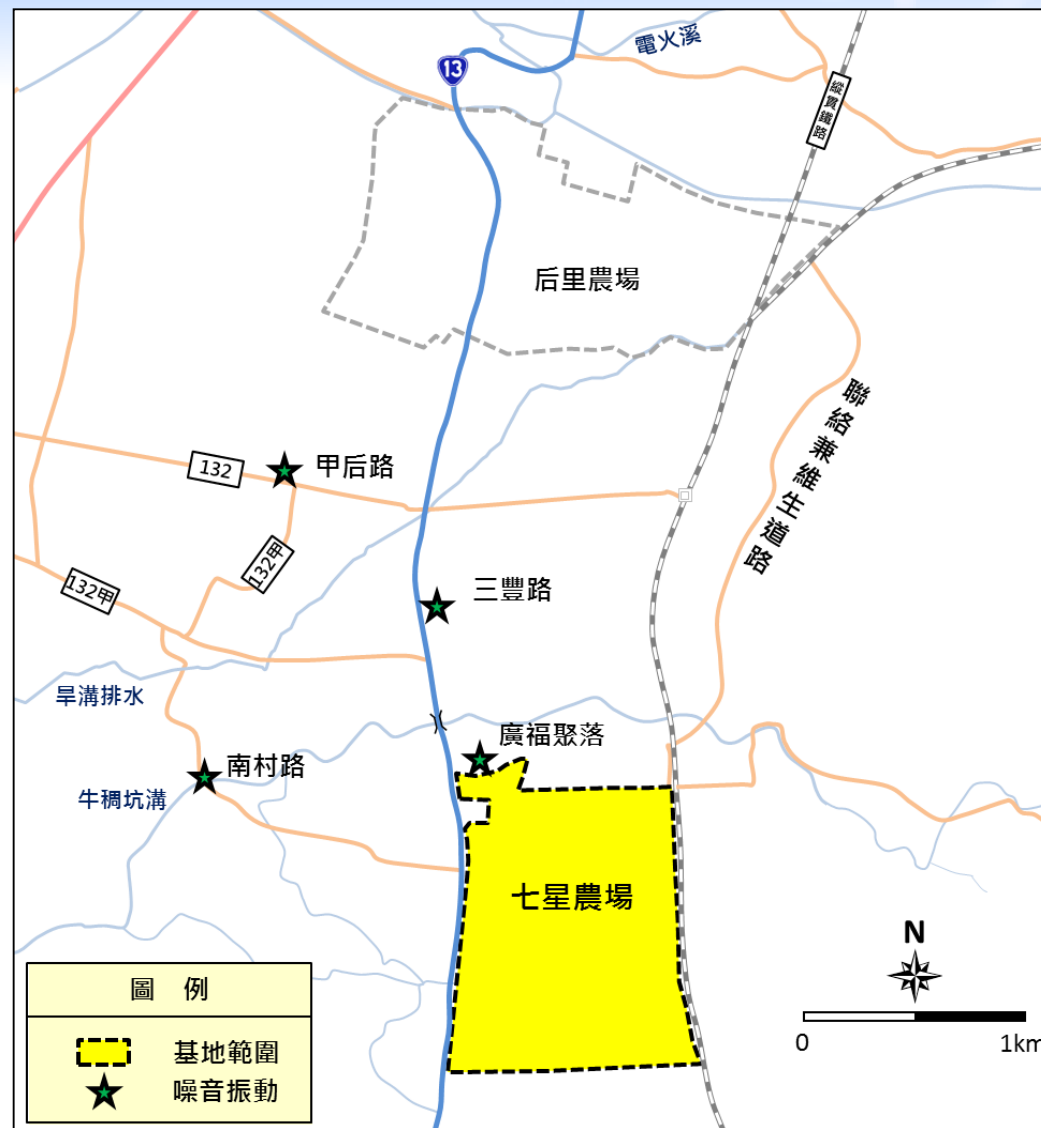 電火溪
13
縱貫鐵路
后里農場
聯絡兼維生道路
132
甲后路
132甲
132甲
三豐路
旱溝排水
廣福聚落
南村路
牛稠坑溝
七星農場
N
0 1km
圖 例
基地範圍
噪音振動